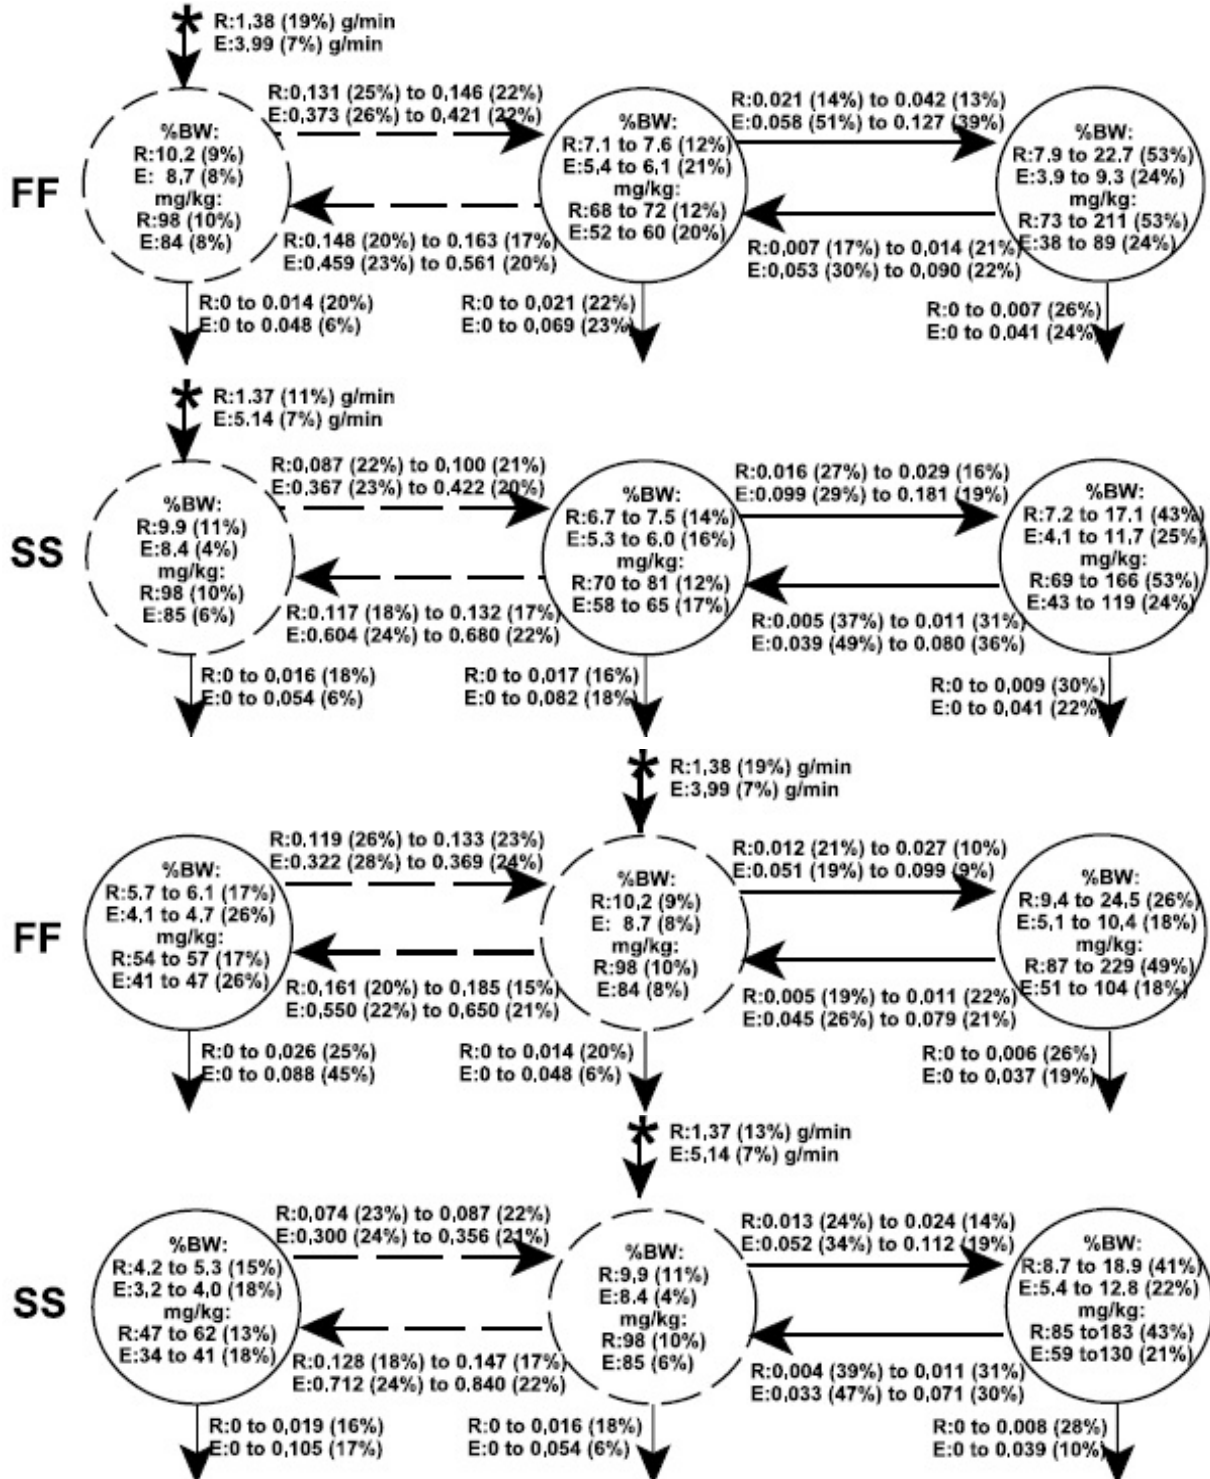 R:1.38 (19%) g/min
E:3.99 (7%) g/min
R:0.131 (25%) to 0.146 (22%)
E:0.373 (26%) to 0.421 (22%)
R:0.021 (14%) to 0.042 (13%)
E:0.058 (51%) to 0.127 (39%)
FF
%BW:
R:10.2 (9%)
E: 8.7 (8%)
mg/kg:
R:98 (10%)
E:84 (8%)
%BW:
R:7.1 to 7.6 (12%)
E:5.4 to 6.1 (21%)
mg/kg:
R:68 to 72 (12%)
E:52 to 60 (20%)
%BW:
R:7.9 to 22.7 (53%)
E:3.9 to 9.3 (24%)
mg/kg:
R:73 to 211 (53%)
E:38 to 89 (24%)
R:0.148 (20%) to 0.163 (17%)
E:0.459 (23%) to 0.561 (20%)
R:0.007 (17%) to 0.014 (21%)
E:0.053 (30%) to 0.090 (22%)
R:0 to 0.014 (20%)
E:0 to 0.048 (6%)
R:0 to 0.021 (22%)
E:0 to 0.069 (23%)
R:0 to 0.007 (26%)
E:0 to 0.041 (24%)
R:1.37 (11%) g/min
E:5.14 (7%) g/min
R:0.087 (22%) to 0.100 (21%)
E:0.367 (23%) to 0.422 (20%)
R:0.016 (27%) to 0.029 (16%)
E:0.099 (29%) to 0.181 (19%)
SS
%BW:
R:9.9 (11%)
E:8.4 (4%)
mg/kg:
R:98 (10%)
E:85 (6%)
%BW:
R:6.7 to 7.5 (14%)
E:5.3 to 6.0 (16%)
mg/kg:
R:70 to 81 (12%)
E:58 to 65 (17%)
%BW:
R:7.2 to 17.1 (43%)
E:4.1 to 11.7 (25%)
mg/kg:
R:69 to 166 (53%)
E:43 to 119 (24%)
R:0.117 (18%) to 0.132 (17%)
E:0.604 (24%) to 0.680 (22%)
R:0.005 (37%) to 0.011 (31%)
E:0.039 (49%) to 0.080 (36%)
R:0 to 0.016 (18%)
E:0 to 0.054 (6%)
R:0 to 0.017 (16%)
E:0 to 0.082 (18%)
R:0 to 0.009 (30%)
E:0 to 0.041 (22%)
R:1.38 (19%) g/min
E:3.99 (7%) g/min
R:0.119 (26%) to 0.133 (23%)
E:0.322 (28%) to 0.369 (24%)
R:0.012 (21%) to 0.027 (10%)
E:0.051 (19%) to 0.099 (9%)
FF
%BW:
R:5.7 to 6.1 (17%)
E:4.1 to 4.7 (26%)
mg/kg:
R:54 to 57 (17%)
E:41 to 47 (26%)
%BW:
R:10.2 (9%)
E: 8.7 (8%)
mg/kg:
R:98 (10%)
E:84 (8%)
%BW:
R:9.4 to 24.5 (26%)
E:5.1 to 10.4 (18%)
mg/kg:
R:87 to 229 (49%)
E:51 to 104 (18%)
R:0.161 (20%) to 0.185 (15%)
E:0.550 (22%) to 0.650 (21%)
R:0.005 (19%) to 0.011 (22%)
E:0.045 (26%) to 0.079 (21%)
R:0 to 0.026 (25%)
E:0 to 0.088 (45%)
R:0 to 0.014 (20%)
E:0 to 0.048 (6%)
R:0 to 0.006 (26%)
E:0 to 0.037 (19%)
R:1.37 (13%) g/min
E:5.14 (7%) g/min
R:0.074 (23%) to 0.087 (22%)
E:0.300 (24%) to 0.356 (21%)
R:0.013 (24%) to 0.024 (14%)
E:0.052 (34%) to 0.112 (19%)
SS
%BW:
R:4.2 to 5.3 (15%)
E:3.2 to 4.0 (18%)
mg/kg:
R:47 to 62 (13%)
E:34 to 41 (18%)
%BW:
R:9.9 (11%)
E:8.4 (4%)
mg/kg:
R:98 (10%)
E:85 (6%)
%BW:
R:8.7 to 18.9 (41%)
E:5.4 to 12.8 (22%)
mg/kg:
R:85 to183 (43%)
E:59 to130 (21%)
R:0.128 (18%) to 0.147 (17%)
E:0.712 (24%) to 0.840 (22%)
R:0.004 (39%) to 0.011 (31%)
E:0.033 (47%) to 0.071 (30%)
R:0 to 0.019 (16%)
E:0 to 0.105 (17%)
R:0 to 0.016 (18%)
E:0 to 0.054 (6%)
R:0 to 0.008 (28%)
E:0 to 0.039 (10%)